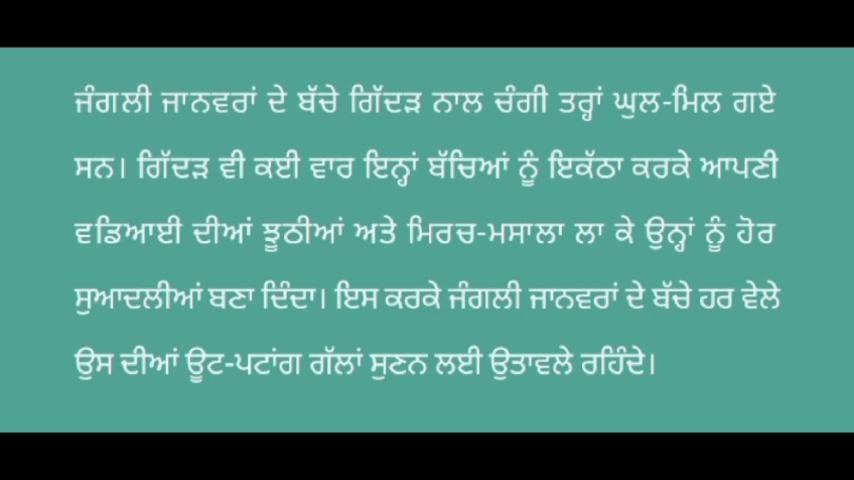 ਜੰਗਲੀ ਜਾਨਵਰਾਂ ਦੇ ਬੱਚੇ ਗਿੱਦੜ ਨਾਲ ਚੰਗੀ ਤਰ੍ਹਾਂ ਘੁਲ-ਮਿਲ ਗਏ
ਸਨ। ਗਿੱਦੜ ਵੀ ਕਈ ਵਾਰ ਇਨ੍ਹਾਂ ਬੱਚਿਆਂ ਨੂੰ ਇਕੱਠਾ ਕਰਕੇ ਆਪਣੀ
ਵਡਿਆਈ ਦੀਆਂ ਝੂਠੀਆਂ ਅਤੇ ਮਿਰਚ-ਮਸਾਲਾ ਲਾ ਕੇ ਉਨ੍ਹਾਂ ਨੂੰ ਹੋਰ
ਸੁਆਦਲੀਆਂ ਬਣਾ ਦਿੰਦਾ। ਇਸ ਕਰਕੇ ਜੰਗਲੀ ਜਾਨਵਰਾਂ ਦੇ ਬੱਚੇ ਹਰ ਵੇਲੇ
ਉਸ ਦੀਆਂ ਊਟ-ਪਟਾਂਗ ਗੱਲਾਂ ਸੁਣਨ ਲਈ ਉਤਾਵਲੇ ਰਹਿੰਦੇ।